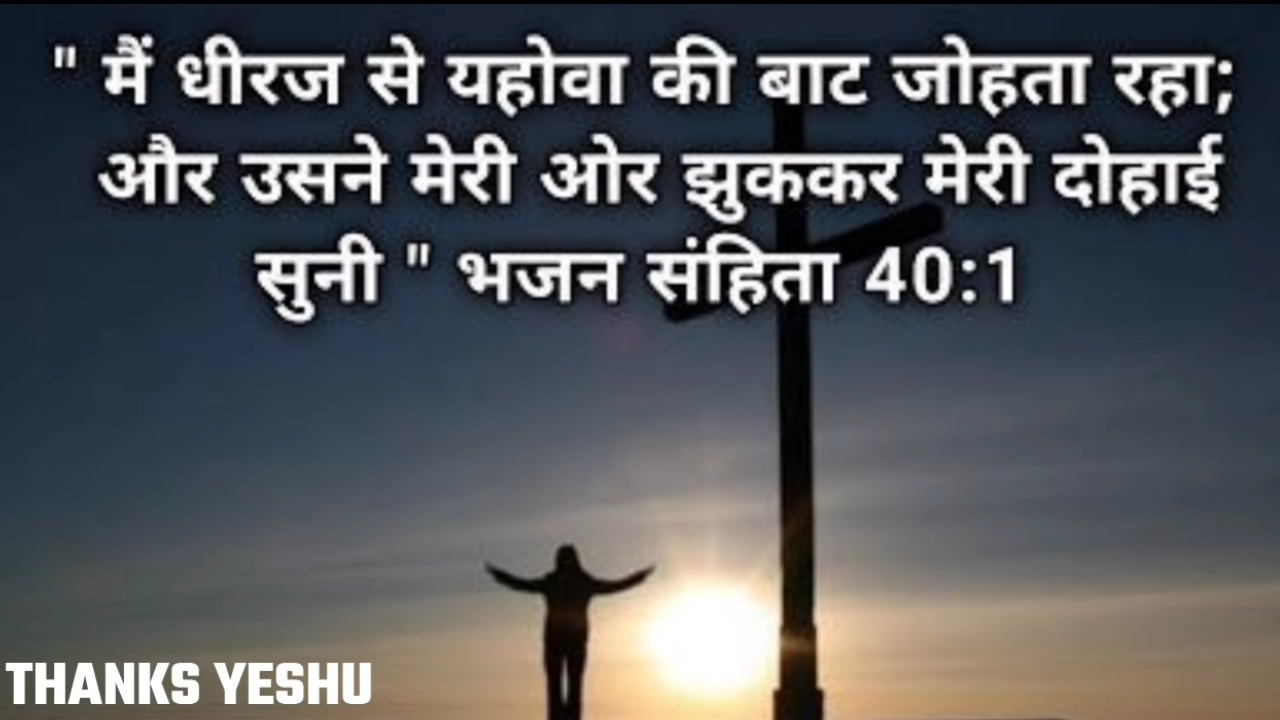 " मैं धीरज से यहोवा की बाट जोहता रहा;
और उसने मेरी ओर झुककर मेरी दोहाई
सुनी " भजन संहिता 40:1
THANKS YESHU